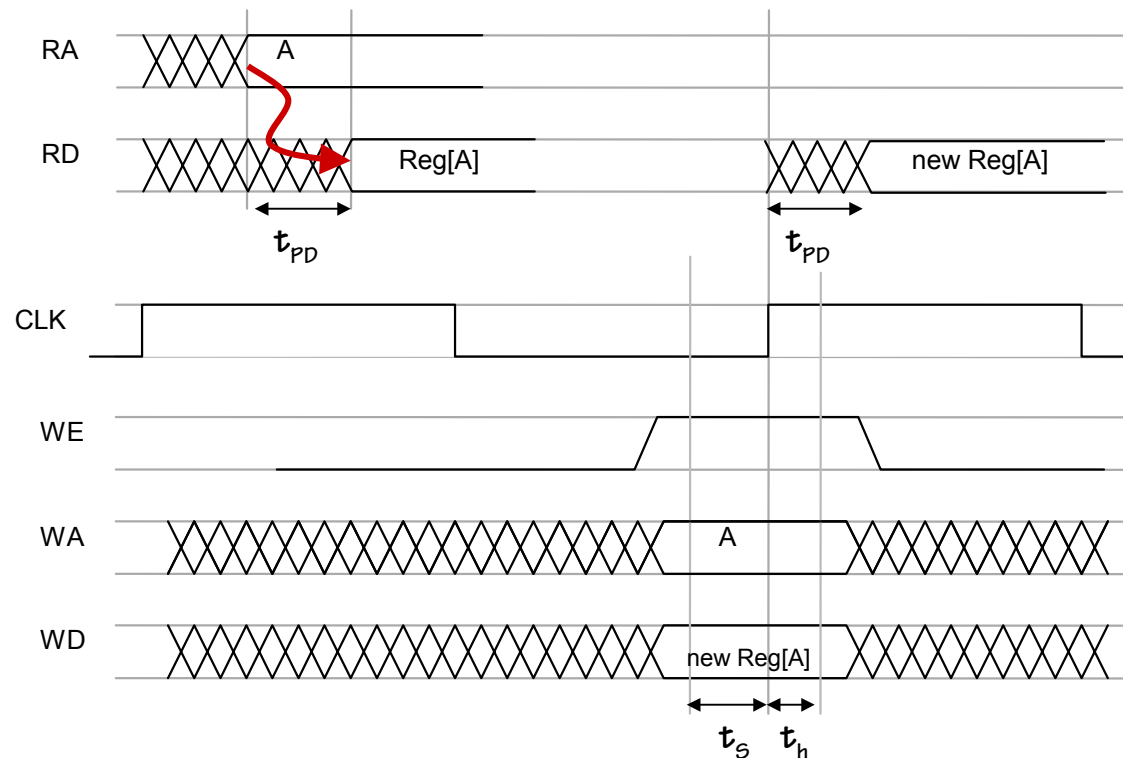 RA A
RD Reg[A] new Reg[A]
tPD tPD
CLK
WE
WA A
WD new Reg[A]
tS th